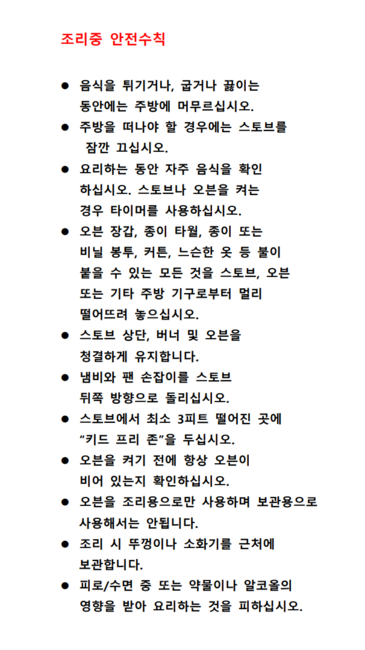 조리중 안전수칙
● 음식을 튀기거나, 굽거나 끓이는
동안에는 주방에 머무르십시오.
● 주방을 떠나야 할 경우에는 스토브를
잠깐 끄십시오.
● 요리하는 동안 자주 음식을 확인
하십시오. 스토브나 오븐을 켜는
경우 타이머를 사용하십시오.
● 오븐 장갑, 종이 타월, 종이 또는
비닐 봉투, 커튼, 느슨한 옷 등 불이
붙을 수 있는 모든 것을 스토브, 오븐
또는 기타 주방 기구로부터 멀리
떨어뜨려 놓으십시오.
● 스토브 상단, 버너 및 오븐을
청결하게 유지합니다.
● 냄비와 팬 손잡이를 스토브
뒤쪽 방향으로 돌리십시오.
● 스토브에서 최소 3피트 떨어진 곳에
“키드 프리 존”을 두십시오.
● 오븐을 켜기 전에 항상 오븐이
비어 있는지 확인하십시오.
● 오븐을 조리용으로만 사용하며 보관용으로
사용해서는 안됩니다.
● 조리 시 뚜껑이나 소화기를 근처에
보관합니다.
● 피로/수면 중 또는 약물이나 알코올의
영향을 받아 요리하는 것을 피하십시오.